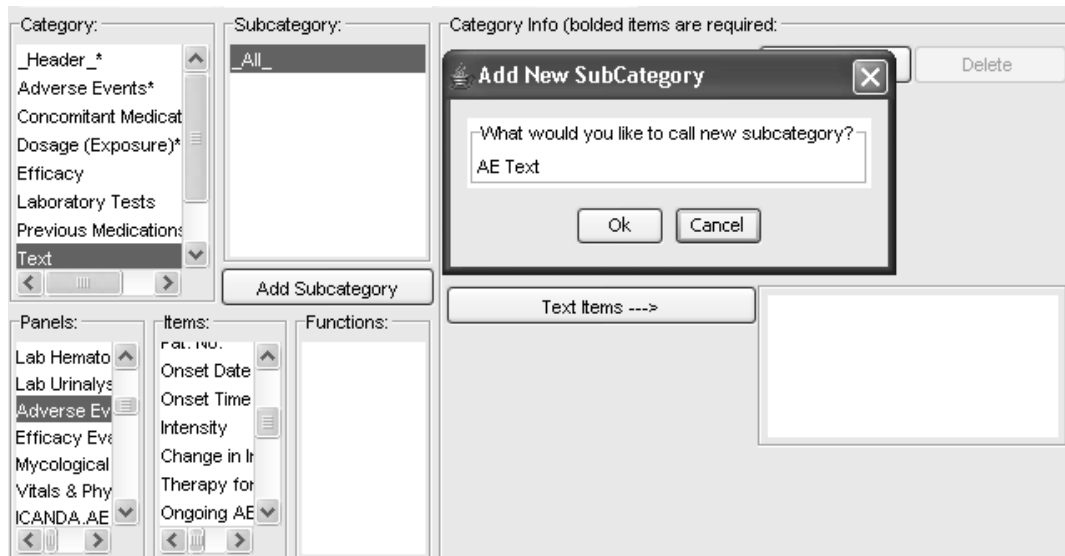 Category:
_Header_*
Adverse Events*
Concomitant Medicat
Dosage (Exposure)*
Efficacy
Laboratory Tests
Previous Medications
Text
Subcategory:
_All_
Add Subcategory
Category Info (bolded items are required:
Delete
Add New SubCategory
What would you like to call new subcategory?
AE Text
Ok
Cancel
Text Items --->
Panels:
Lab Hemato
Lab Urinalys
Adverse Ev
Efficacy Eva
Mycological
Vitals & Phy
ICANDA.AE
Items:
Pat. No.
Onset Date
Onset Time
Intensity
Change in In
Therapy for
Ongoing AE
Functions: